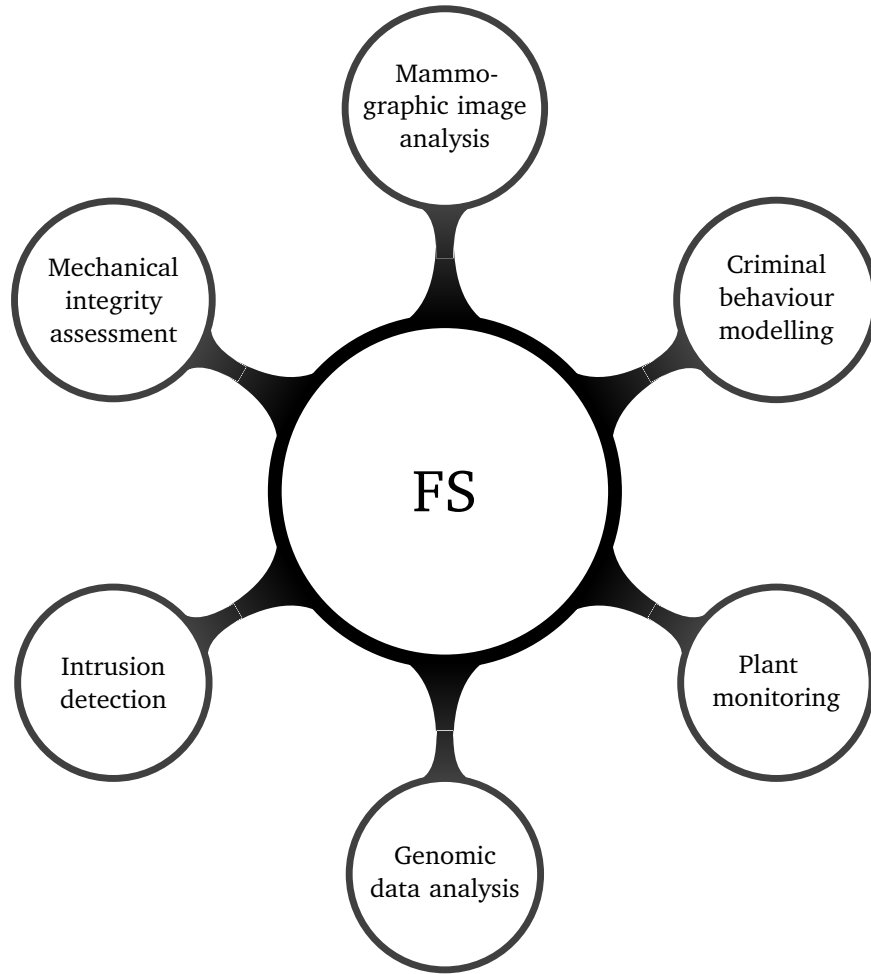 Mammo-
graphic image
analysis
Criminal
behaviour
modelling
Mechanical
integrity
assessment
FS
Plant
monitoring
Intrusion
detection
Genomic
data analysis